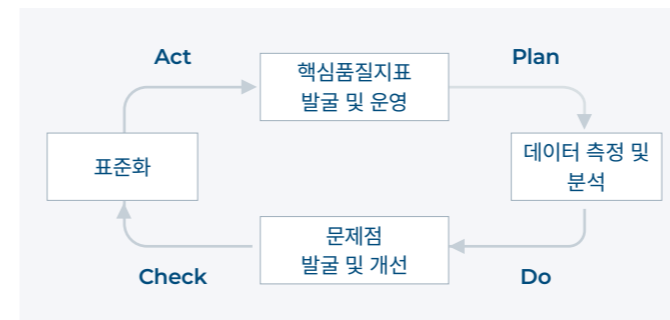 Act
핵심품질지표
발굴 및 운영
Plan
표준화
데이터 측정 및
분석
문제점
발굴 및 개선
Check
Do